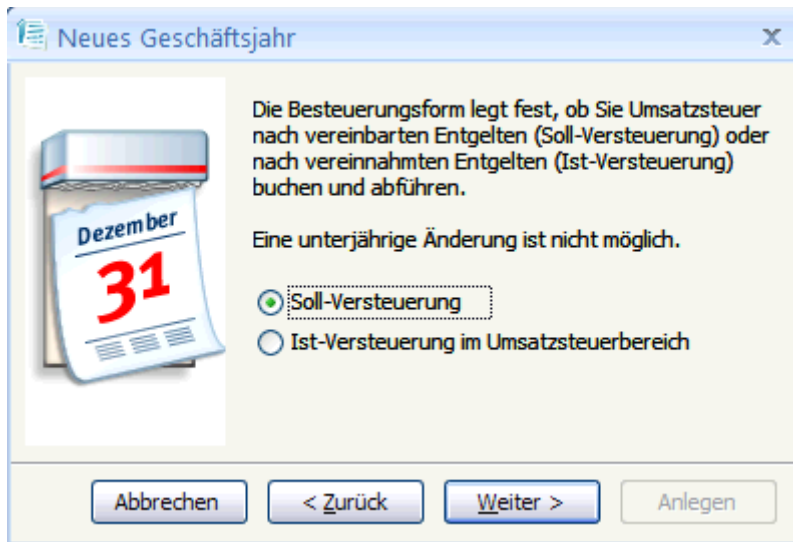 Neues Geschäftsjahr
Die Besteuerungsform legt fest, ob Sie Umsatzsteuer
nach vereinbarten Entgelten (Soll-Versteuerung) oder
nach vereinnahmten Entgelten (Ist-Versteuerung)
buchen und abführen.
Eine unterjährige Änderung ist nicht möglich.
Dezember
31
Soll-Versteuerung
Ist-Versteuerung im Umsatzsteuerbereich
Abbrechen
< Zurück
Weiter >
Anlegen